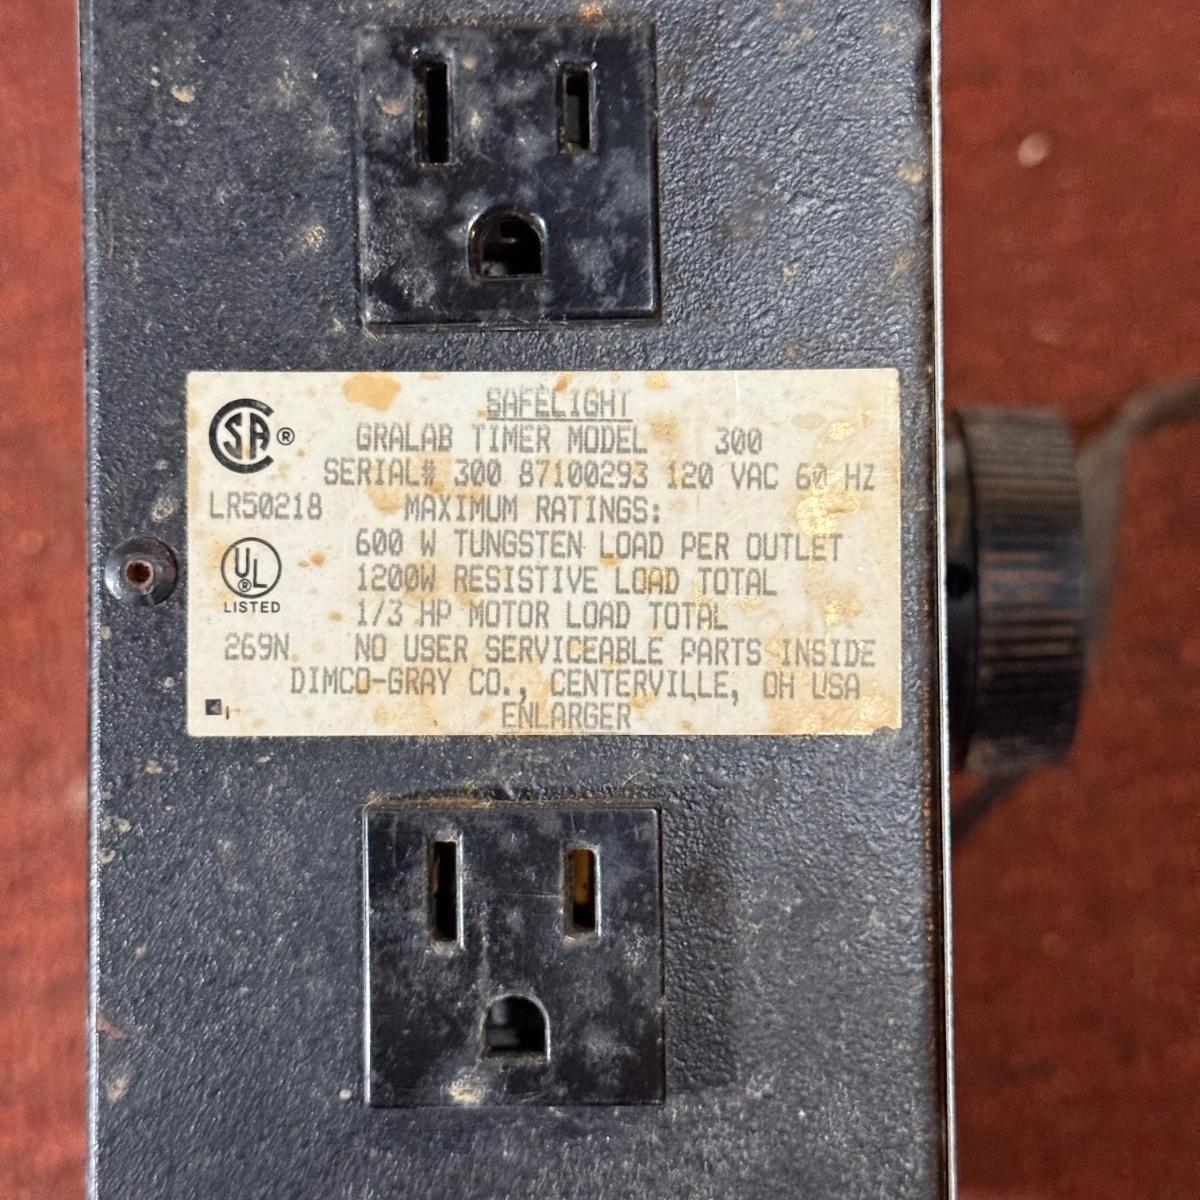 SAFELIGHT
SA ®
GRALAB TIMER MODEL 300
SERIAL# 300 87100293 120 VAC 60 HZ
LR50218 MAXIMUM RATINGS:
600 W TUNGSTEN LOAD PER OUTLET
UL ®
1200W RESISTIVE LOAD TOTAL
LISTED 1/3 HP MOTOR LOAD TOTAL
269N NO USER SERVICEABLE PARTS INSIDE
DIMCO-GRAY CO., CENTERVILLE, OH USA
ENLARGER